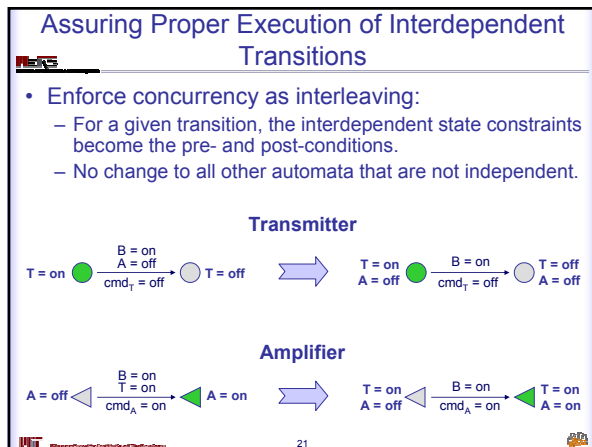 Assuring Proper Execution of Interdependent
Transitions
• Enforce concurrency as interleaving:
– For a given transition, the interdependent state constraints
become the pre- and post-conditions.
– No change to all other automata that are not independent.
Transmitter
B = on
A = off
T = on
cmdT = off
T = off
T = on
A = off
B = on
cmdT = off
T = off
A = off
Amplifier
B = on
T = on
A = off
cmdA = on
A = on
T = on
A = off
B = on
cmdA = on
T = on
A = on
21